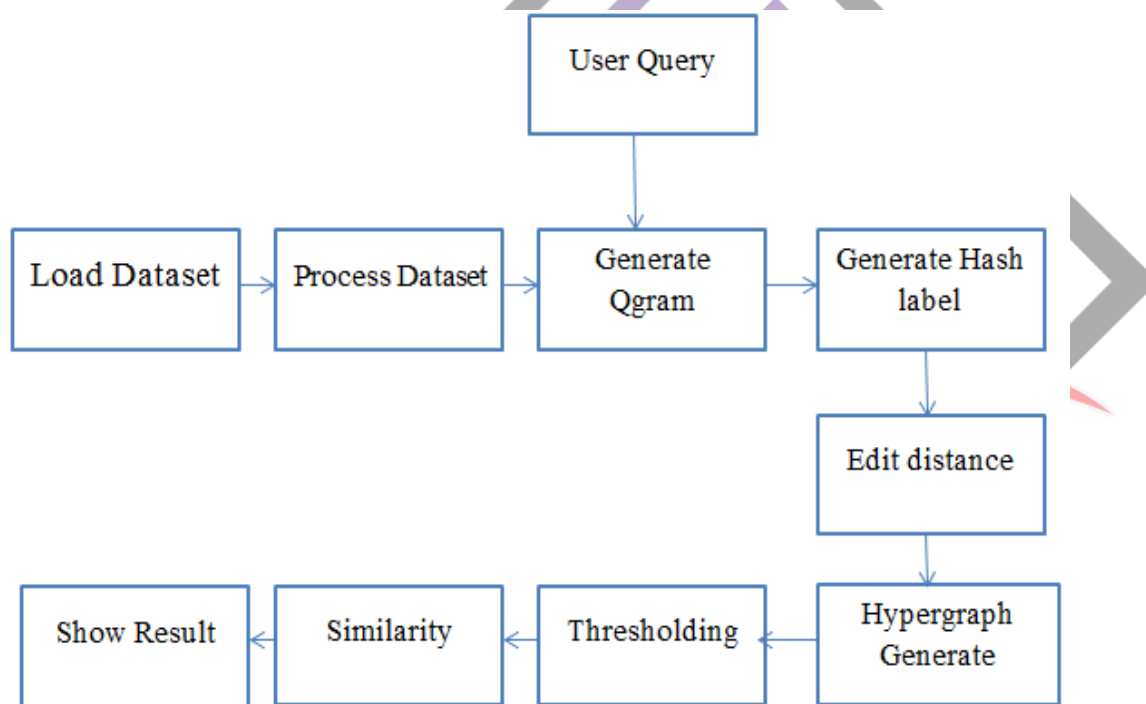 User Query
Load Dataset
Process Dataset
Generate
Qgram
Generate Hash
label
Edit distance
Hypergraph
Generate
Thresholding
Similarity
Show Result